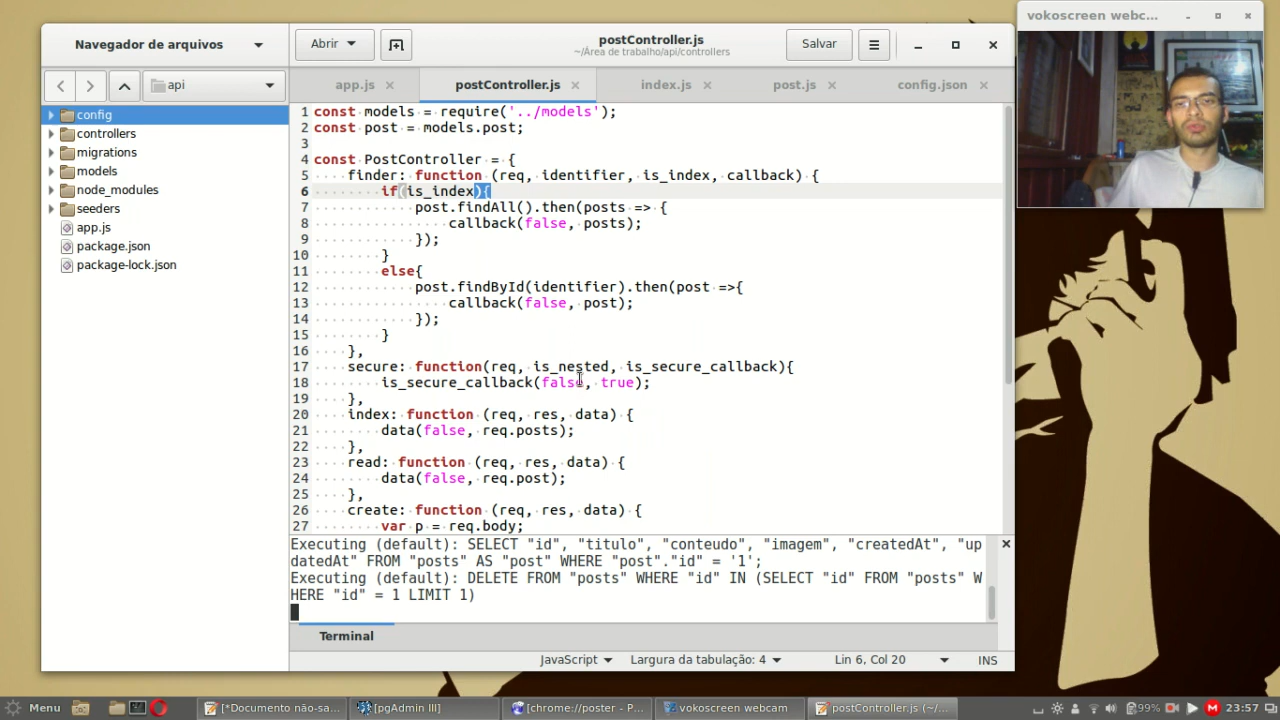 vokoscreen webc...
Navegador de arquivos
Abrir
postController.js
~/Área de trabalho/api/controllers
Salvar
api
app.js
postController.js
index.js
post.js
config.json
config
controllers
migrations
models
node_modules
seeders
app.js
package.json
package-lock.json
1 const models = require('../models');
2 const post = models.post;
3
4 const PostController = {
5 finder: function (req, identifier, is_index, callback) {
6 if(is_index){
7 post.findAll().then(posts => {
8 callback(false, posts);
9 });
10 }
11 else{
12 post.findById(identifier).then(post =>{
13 callback(false, post);
14 });
15 }
16 },
17 secure: function(req, is_nested, is_secure_callback){
18 is_secure_callback(false, true);
19 },
20 index: function (req, res, data) {
21 data(false, req.posts);
22 },
23 read: function (req, res, data) {
24 data(false, req.post);
25 },
26 create: function (req, res, data) {
27 var p = req.body;
Executing (default): SELECT "id", "titulo", "conteudo", "imagem", "createdAt", "up
datedAt" FROM "posts" AS "post" WHERE "post"."id" = '1';
Executing (default): DELETE FROM "posts" WHERE "id" IN (SELECT "id" FROM "posts" W
HERE "id" = 1 LIMIT 1)
Terminal
JavaScript
Largura da tabulação: 4
Lin 6, Col 20
INS
Menu
[*Documento não-sa...
[pgAdmin III]
[chrome://poster - P...
vokoscreen webcam
postController.js (~/...
99%
23:57